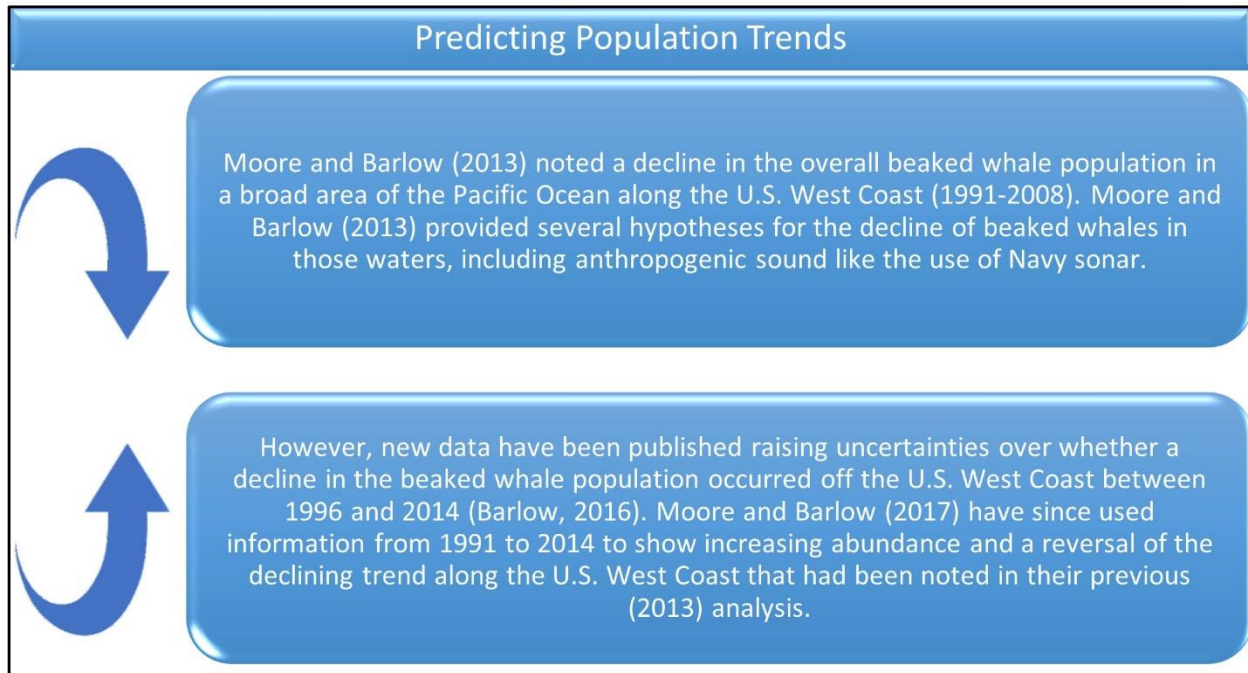 Predicting Population Trends
Moore and Barlow (2013) noted a decline in the overall beaked whale population in
a broad area of the Pacific Ocean along the U.S. West Coast (1991-2008). Moore and
Barlow (2013) provided several hypotheses for the decline of beaked whales in
those waters, including anthropogenic sound like the use of Navy sonar.
However, new data have been published raising uncertainties over whether a
decline in the beaked whale population occurred off the U.S. West Coast between
1996 and 2014 (Barlow, 2016). Moore and Barlow (2017) have since used
information from 1991 to 2014 to show increasing abundance and a reversal of the
declining trend along the U.S. West Coast that had been noted in their previous
(2013) analysis.